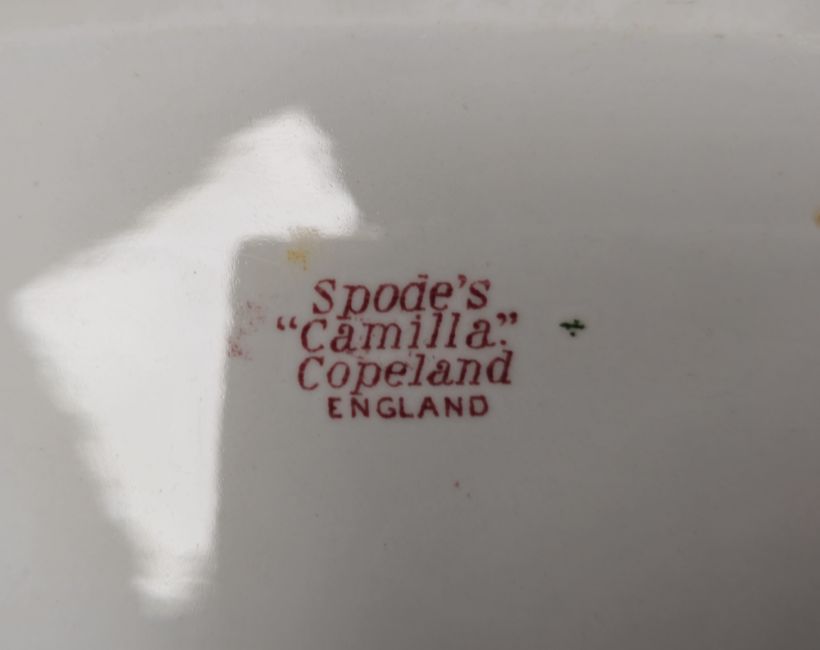 Spode's
“Camilla.”
Copeland
ENGLAND